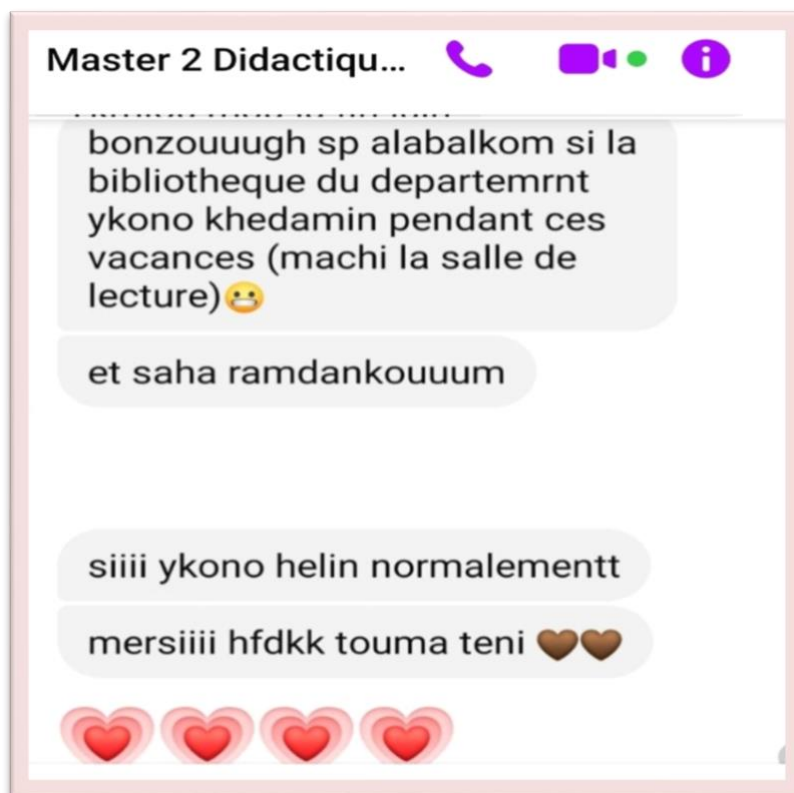 Master 2 Didactiqu...
bonzouuugh sp alabalkom si la
bibliotheque du departemrnt
ykono khedamin pendant ces
vacances (machi la salle de
lecture)😬
et saha ramdankouuum
siiii ykono helin normalementt
mersiiii hfdkk touma teni 🤎🤎
💗💗💗💗